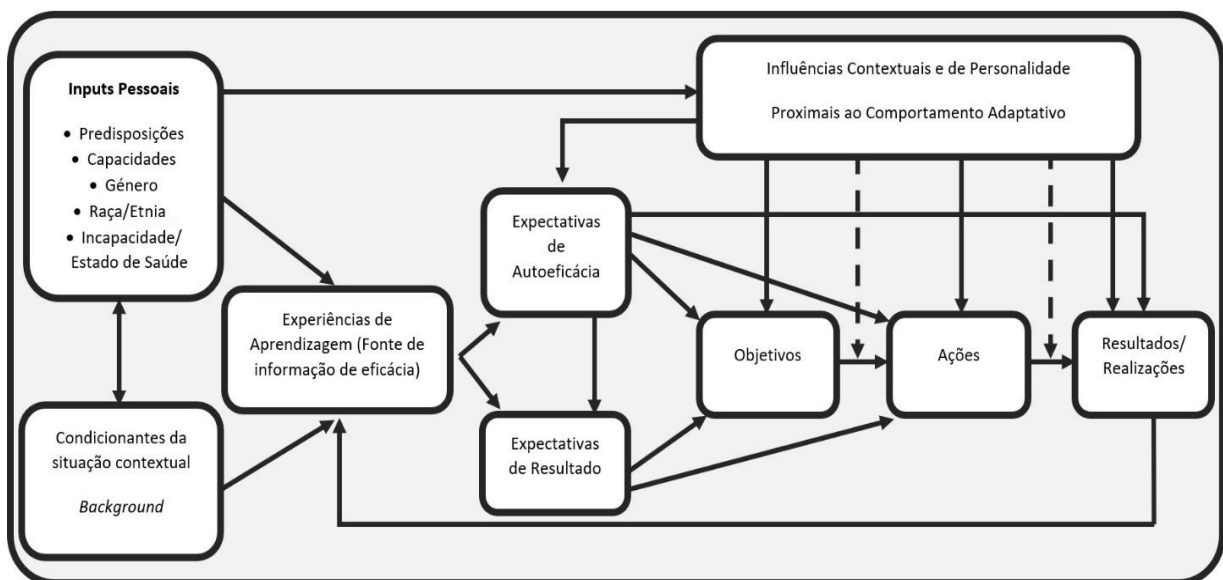 Inputs Pessoais
• Predisposições
• Capacidades
• Género
• Raça/Etnia
• Incapacidade/
Estado de Saúde
Condicionantes da
situação contextual
Background
Experiências de
Aprendizagem (Fonte de
informação de eficácia)
Expectativas
de
Autoeficácia
Expectativas
de Resultado
Influências Contextuais e de Personalidade
Proximais ao Comportamento Adaptativo
Objetivos
Ações
Resultados/
Realizações